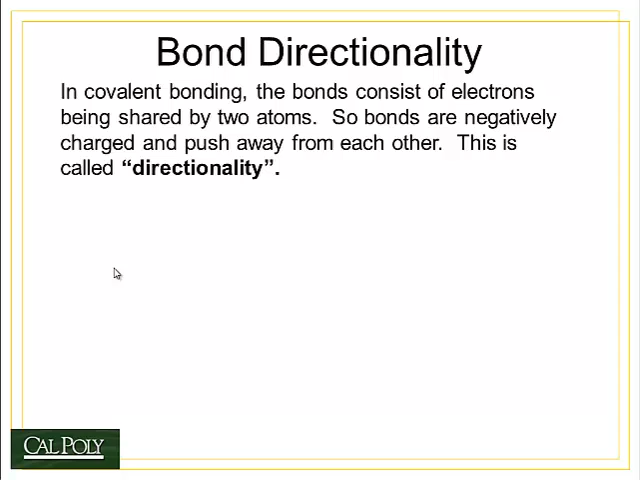 Bond Directionality
In covalent bonding, the bonds consist of electrons
being shared by two atoms.  So bonds are negatively
charged and push away from each other.  This is
called “directionality”.
CAL POLY